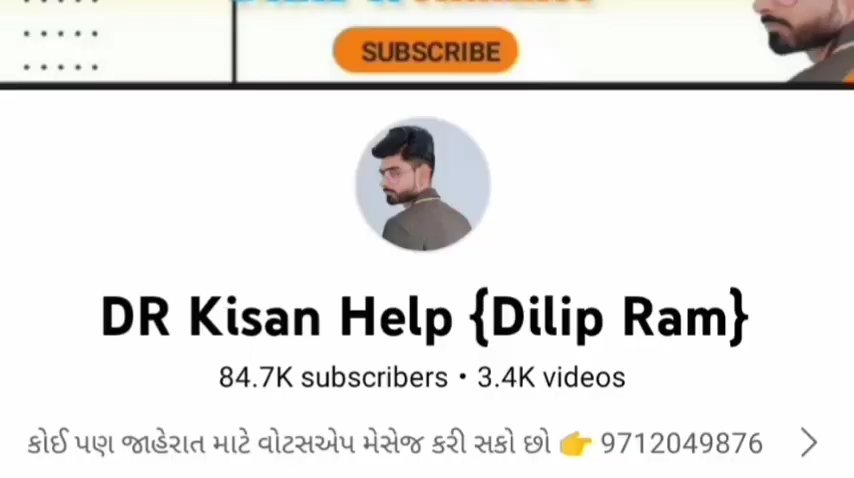 SUBSCRIBE
DR Kisan Help {Dilip Ram}
84.7K subscribers • 3.4K videos
કોઈ પણ જાહેરાત માટે વોટસએપ મેસેજ કરી સકો છો 👉 9712049876